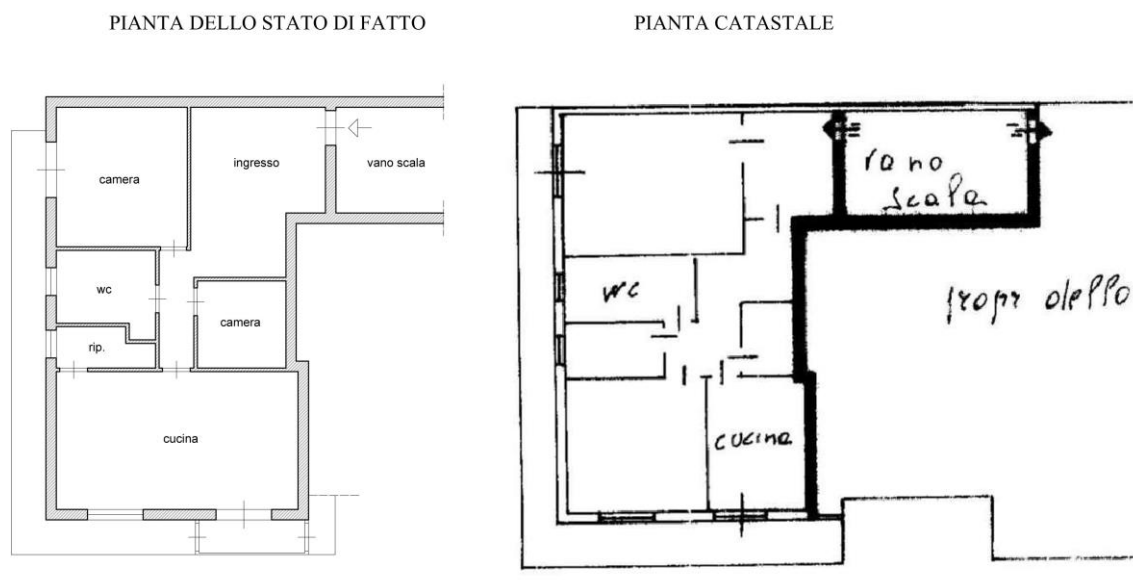 PIANTA DELLO STATO DI FATTO
PIANTA CATASTALE
camera
ingresso
vano scala
wc
camera
rip.
cucina
vano
scala
wc
propr dello
cucina